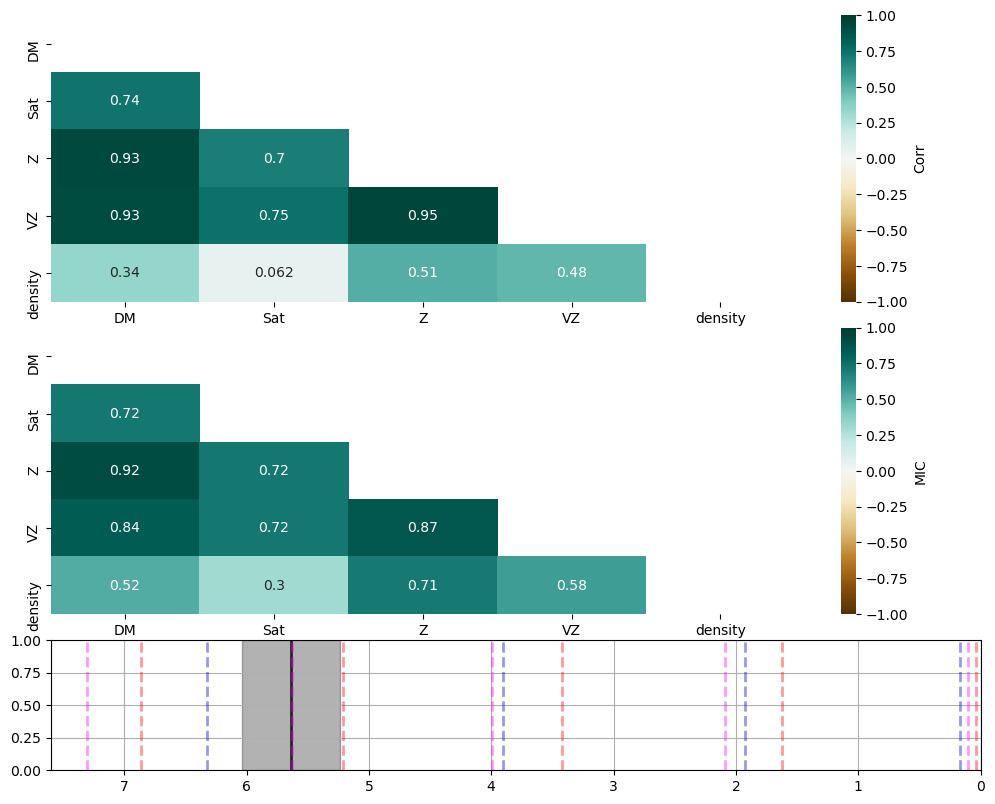 DM
Sat
Z
VZ
density
0.74
0.93 0.7
0.93 0.75 0.95
0.34 0.062 0.51 0.48
DM Sat Z VZ density
1.00
0.75
0.50
0.25
0.00
−0.25
−0.50
−0.75
−1.00
Corr
DM
Sat
Z
VZ
density
0.72
0.92 0.72
0.84 0.72 0.87
0.52 0.3 0.71 0.58
DM Sat Z VZ density
1.00
0.75
0.50
0.25
0.00
−0.25
−0.50
−0.75
−1.00
MIC
1.00
0.75
0.50
0.25
0.00
7 6 5 4 3 2 1 0